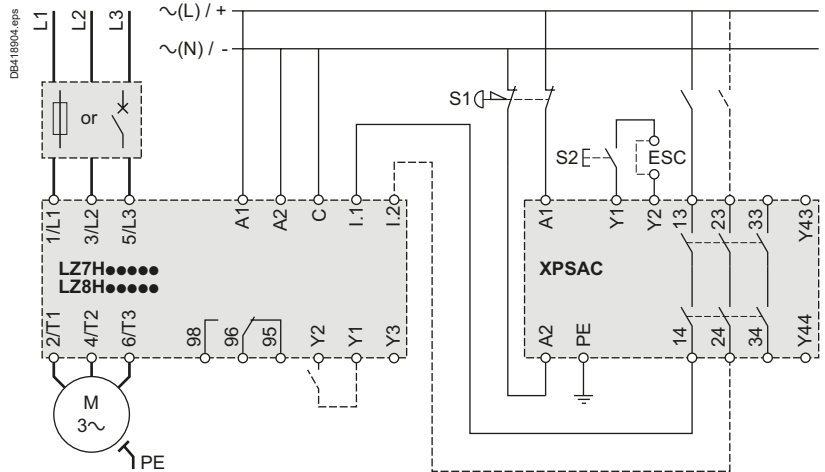 DB418904.eps
L1
L2
L3
∿(L) / +
∿(N) / -
or
S1
S2
ESC
1/L1
3/L2
5/L3
A1
A2
C
I.1
I.2
A1
Y1
Y2
13
23
33
Y43
LZ7H●●●●●
LZ8H●●●●●
XPSAC
2/T1
4/T2
6/T3
98
96
95
Y2
Y1
Y3
A2
PE
14
24
34
Y44
M
3∿
PE